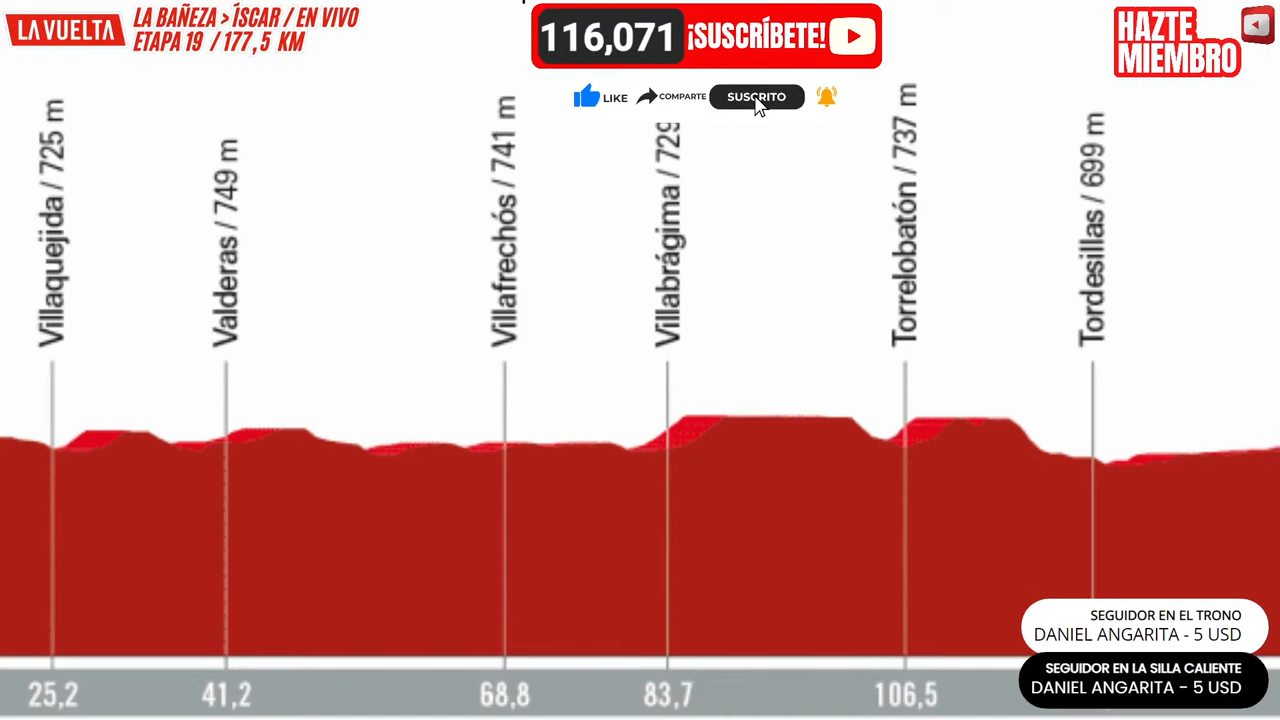 LA VUELTA
LA BAÑEZA > ÍSCAR / EN VIVO
ETAPA 19 / 177,5 KM
116,071 ¡SUSCRÍBETE!
LIKE COMPARTE SUSCRITO
HAZTE
MIEMBRO
Villaquejida / 725 m
Valderas / 749 m
Villafrechós / 741 m
Villabrágima / 729
Torrelobatón / 737 m
Tordesillas / 699 m
SEGUIDOR EN EL TRONO
DANIEL ANGARITA - 5 USD
SEGUIDOR EN LA SILLA CALIENTE
DANIEL ANGARITA - 5 USD
25,2 41,2 68,8 83,7 106,5